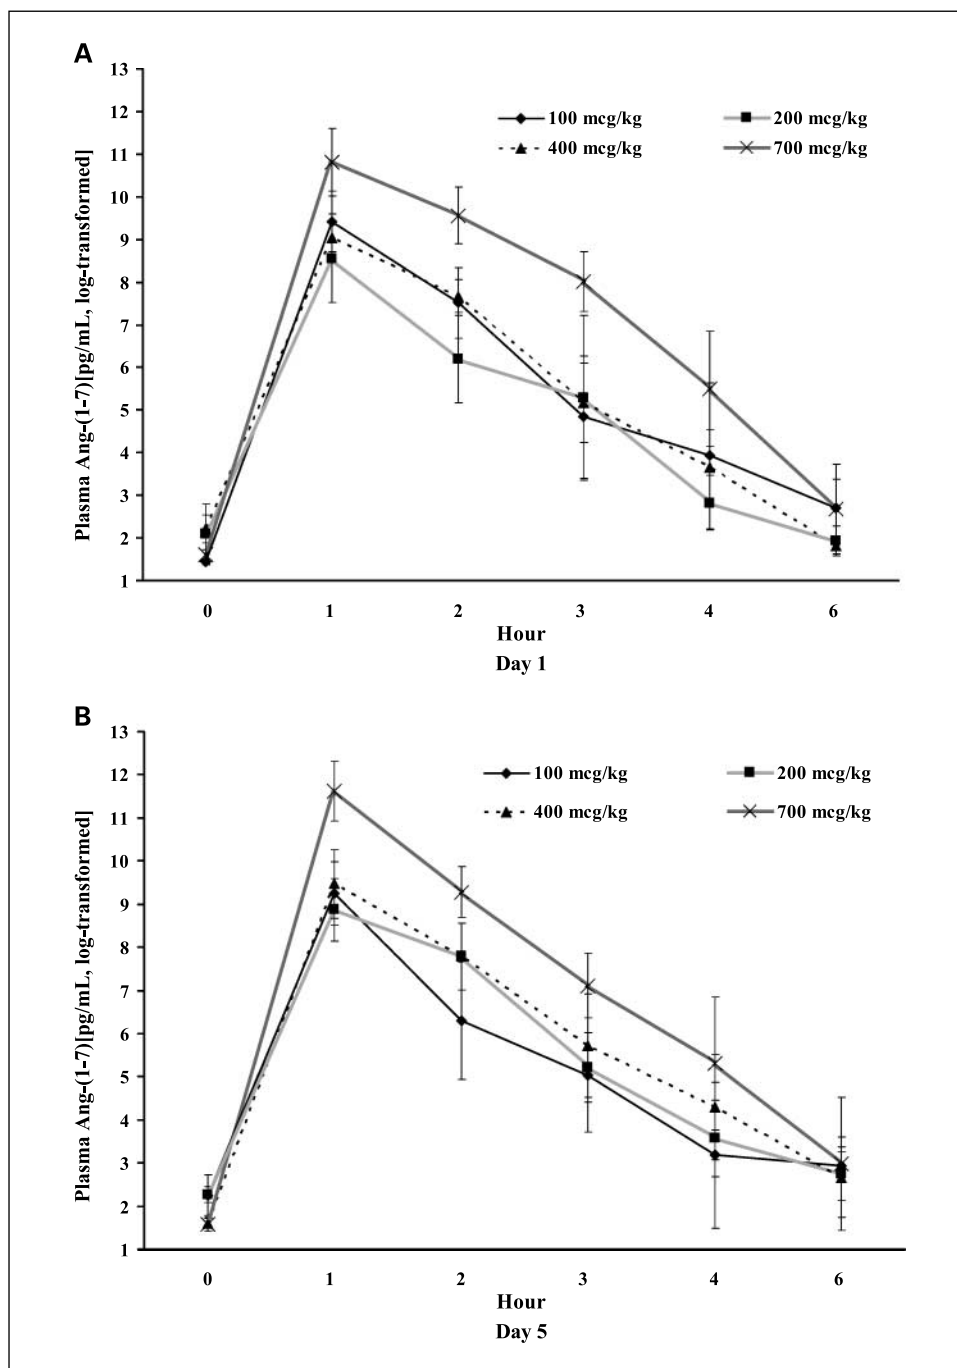 A
13
12
11
10
9
8
7
6
5
4
3
2
1
Plasma Ang-(1-7)[pg/mL, log-transformed]
100 mcg/kg 200 mcg/kg
400 mcg/kg 700 mcg/kg
0 1 2 3 4 6
Hour
Day 1
B
13
12
11
10
9
8
7
6
5
4
3
2
1
Plasma Ang-(1-7)[pg/mL, log-transformed]
100 mcg/kg 200 mcg/kg
400 mcg/kg 700 mcg/kg
0 1 2 3 4 6
Hour
Day 5